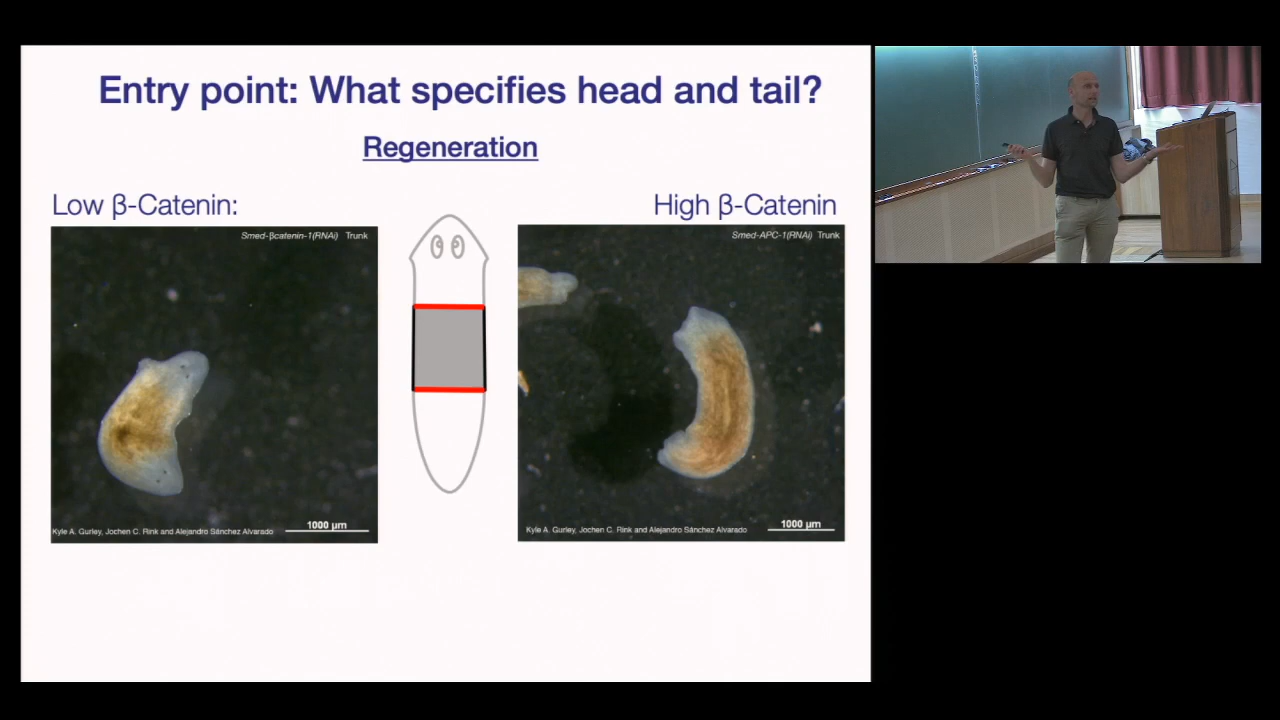 Entry point: What specifies head and tail?
Regeneration
Low β-Catenin:
High β-Catenin
Smed-βcatenin-1(RNAi) Trunk
Kyle A. Gurley, Jochen C. Rink and Alejandro Sánchez Alvarado
1000 µm
Smed-APC-1(RNAi) Trunk
Kyle A. Gurley, Jochen C. Rink and Alejandro Sánchez Alvarado
1000 µm